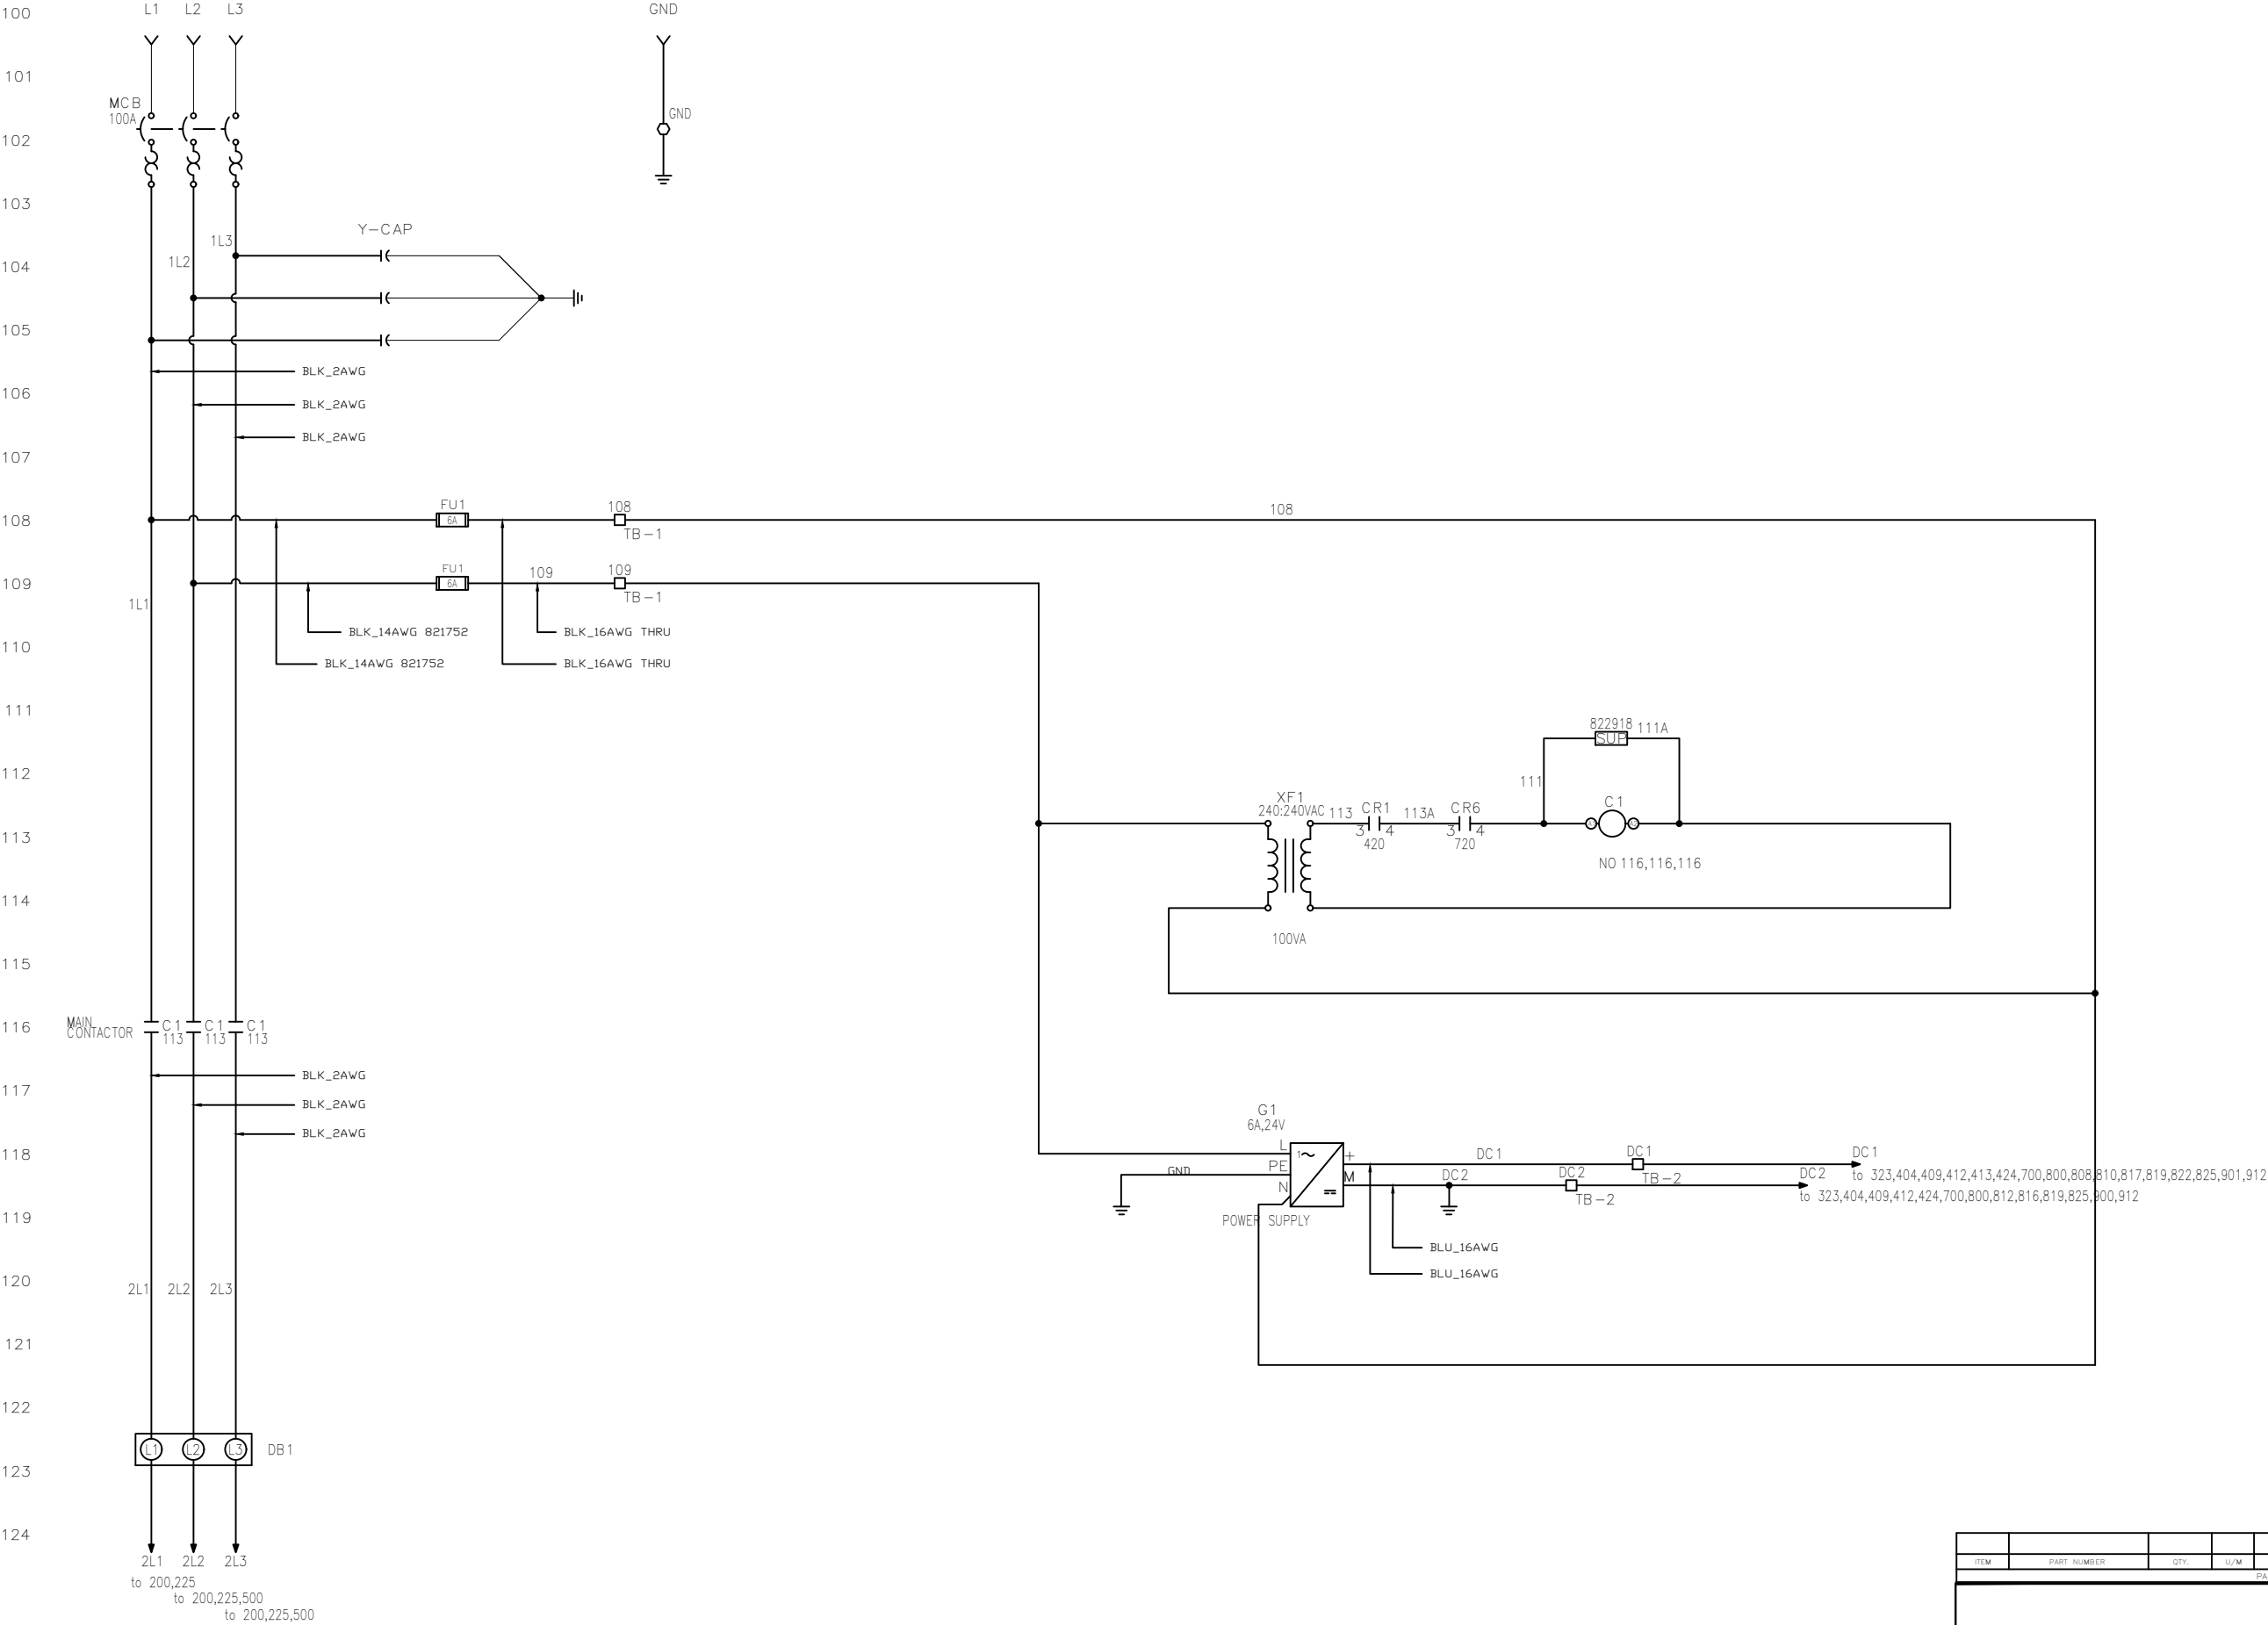 100 L1 L2 L3 GND
101
MCB
100A
GND
102
103
Y-CAP
1L3
1L2
104
105
BLK_2AWG
106
BLK_2AWG
BLK_2AWG
107
FU1 108 108
108 6A
TB-1
FU1 109 109
109 6A
TB-1
1L1
BLK_14AWG 821752 BLK_16AWG THRU
110
BLK_14AWG 821752 BLK_16AWG THRU
111
822918 111A
SUP
112
111
XF1 C1
240:240VAC 113 CR1 113A CR6
113 3 4 3 4
420 720
NO 116,116,116
114
100VA
115
116 MAIN CONTACTOR C1 C1 C1
113 113 113
BLK_2AWG
117
BLK_2AWG
BLK_2AWG
G1
6A,24V
118 L 1~ + DC1 DC1 DC1
GND PE M DC2 DC2 TB-2 DC2 to 323,404,409,412,413,424,700,800,808,810,817,819,822,825,901,912
N TB-2 to 323,404,409,412,424,700,800,812,816,819,825,900,912
119 POWER SUPPLY
BLU_16AWG
120 BLU_16AWG
2L1 2L2 2L3
121
122
L1 L2 L3 DB1
123
124
2L1 2L2 2L3
to 200,225
to 200,225,500
to 200,225,500
ITEM PART NUMBER QTY. U/M
PA